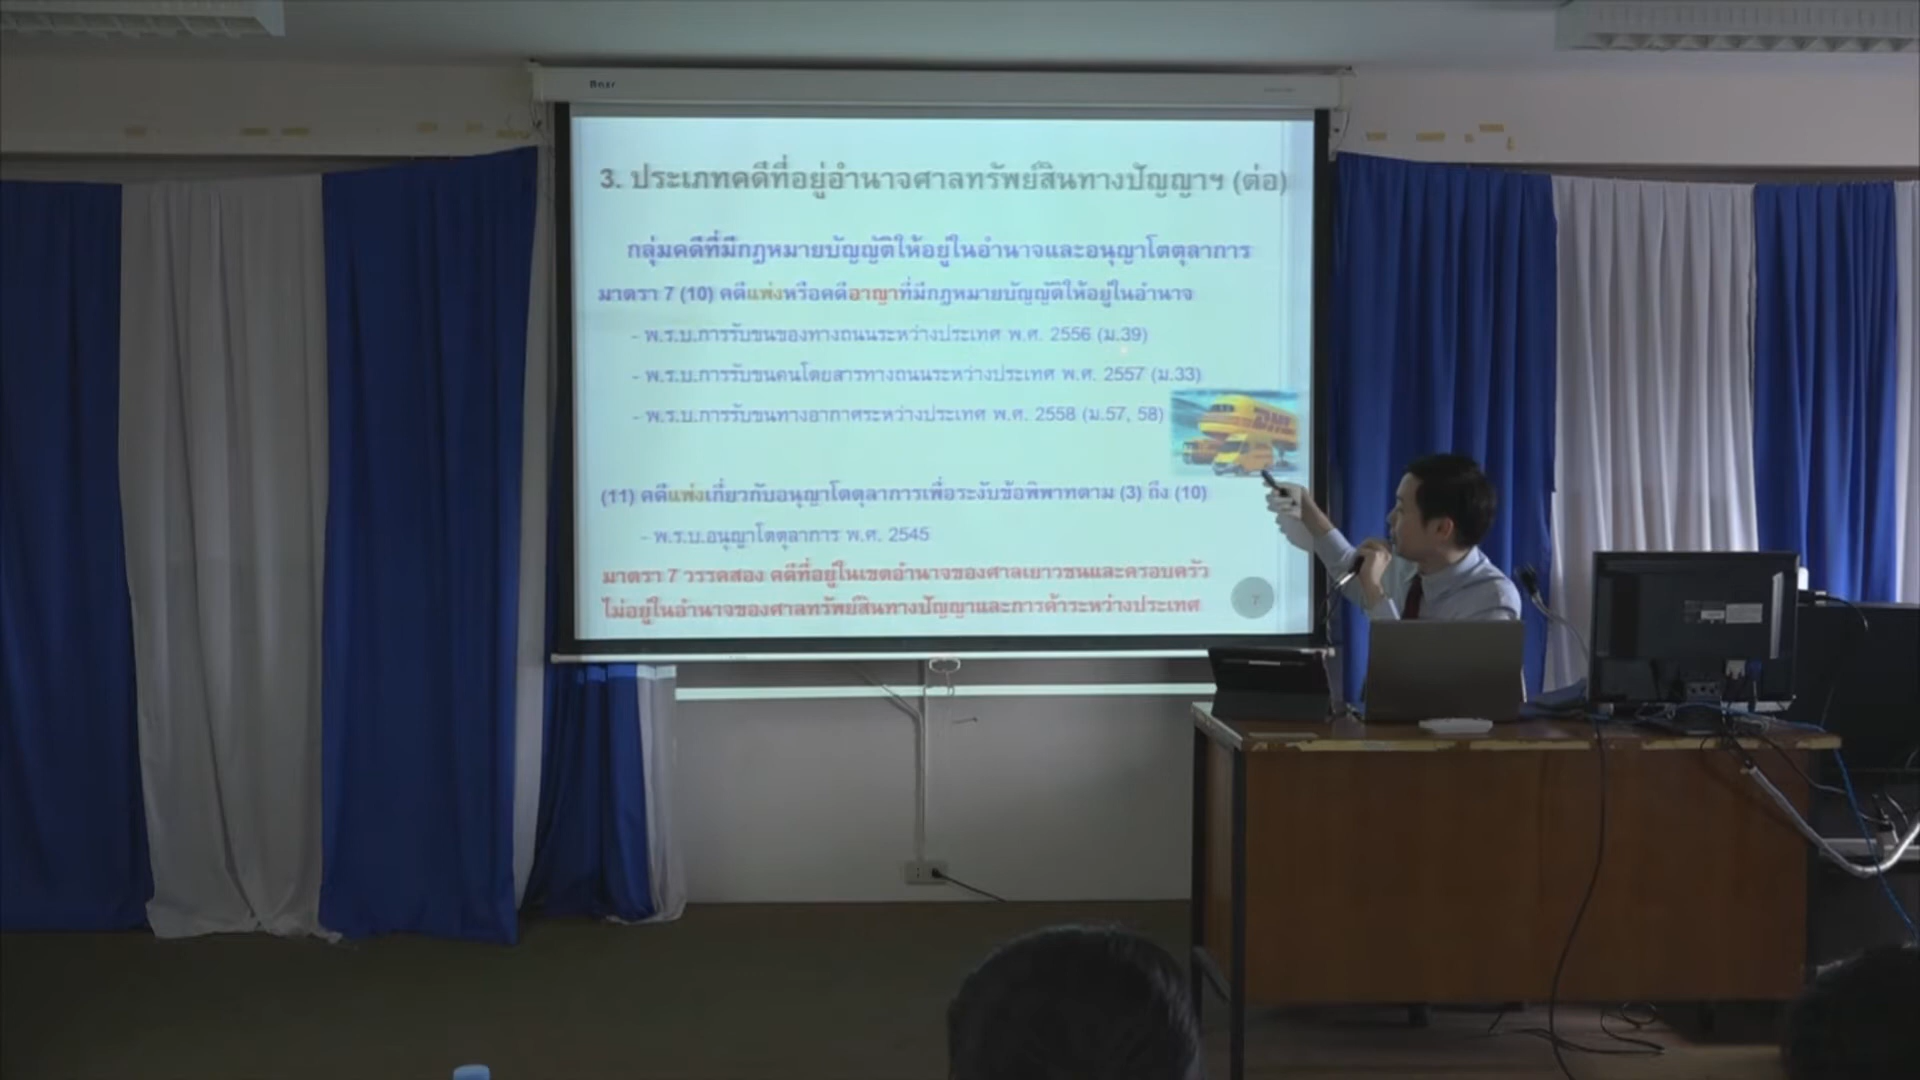 3. ประเภทคดีที่อยู่อำนาจศาลทรัพย์สินทางปัญญาฯ (ต่อ)
กลุ่มคดีที่มีกฎหมายบัญญัติให้อยู่ในอำนาจและอนุญาโตตุลาการ
มาตรา 7 (10) คดีแพ่งหรือคดีอาญาที่มีกฎหมายบัญญัติให้อยู่ในอำนาจ
- พ.ร.บ.การรับขนของทางถนนระหว่างประเทศ พ.ศ. 2556 (ม.39)
- พ.ร.บ.การรับขนคนโดยสารทางถนนระหว่างประเทศ พ.ศ. 2557 (ม.33)
- พ.ร.บ.การรับขนทางอากาศระหว่างประเทศ พ.ศ. 2558 (ม.57, 58)
DHL
(11) คดีแพ่งเกี่ยวกับอนุญาโตตุลาการเพื่อระงับข้อพิพาทตาม (3) ถึง (10)
- พ.ร.บ.อนุญาโตตุลาการ พ.ศ. 2545
มาตรา 7 วรรคสอง คดีที่อยู่ในเขตอำนาจของศาลเยาวชนและครอบครัว
ไม่อยู่ในอำนาจของศาลทรัพย์สินทางปัญญาและการค้าระหว่างประเทศ
7